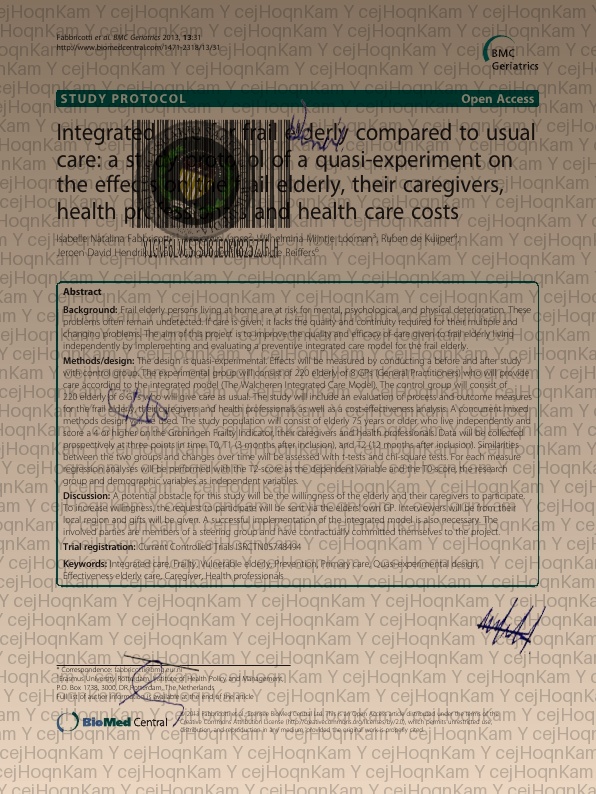 Fabbricotti et al. BMC Geriatrics 2013, 13:31
http://www.biomedcentral.com/1471-2318/13/31
BMC
Geriatrics
STUDY PROTOCOL Open Access
Integrated frail elderly compared to usual
care: a of a quasi-experiment on
the effects frail elderly, their caregivers,
health and health care costs
Isabelle Natalina Wilhelmina Mijntje Looman, Ruben de Kuijper,
Jeroen David Hendrik Reiffers
Abstract
Background: Frail elderly persons living at home are at risk for mental, psychological, and physical deterioration. These
problems often remain undetected. If care is given, it lacks the quality and continuity required for their multiple and
changing problems. The aim of this project is to improve the quality and efficacy of care given to frail elderly living
independently by implementing and evaluating a preventive integrated care model for the frail elderly.
Methods/design: The design is quasi-experimental. Effects will be measured by conducting a before and after study
with control group. The experimental group will consist of 220 elderly of 8 GPs (General Practitioners) who will provide
care according to the integrated model (The Walcheren Integrated Care Model). The control group will consist of
220 elderly of 6 GPs who will give care as usual. The study will include an evaluation of process and outcome measures
for the frail elderly, their caregivers and health professionals as well as a cost-effectiveness analysis. A concurrent mixed
methods design will be used. The study population will consist of elderly 75 years or older who live independently and
score a 4 or higher on the Groningen Frailty Indicator, their caregivers and health professionals. Data will be collected
prospectively at three points in time: T0, T1 (3 months after inclusion), and T2 (12 months after inclusion). Similarities
between the two groups and changes over time will be assessed with t-tests and chi-square tests. For each measure
regression analyses will be performed with the T2-score as the dependent variable and the T0-score, the research
group and demographic variables as independent variables.
Discussion: A potential obstacle for this study will be the willingness of the elderly and their caregivers to participate.
To increase willingness, the request to participate will be sent via the elders' own GP. Interviewers will be from their
local region and gifts will be given. A successful implementation of the integrated model is also necessary. The
involved parties are members of a steering group and have contractually committed themselves to the project.
Trial registration: Current Controlled Trials ISRCTN05748494
Keywords: Integrated care, Frailty, Vulnerable elderly, Prevention, Primary care, Quasi-experimental design,
Effectiveness elderly care, Caregiver, Health professionals
* Correspondence: fabbricotti@bmg.eur.nl
Erasmus University Rotterdam, Institute of Health Policy and Management,
P.O. Box 1738, 3000, DR Rotterdam, The Netherlands
Full list of author information is available at the end of the article
BioMed Central
© 2013 Fabbricotti et al.; licensee BioMed Central Ltd. This is an Open Access article distributed under the terms of the
Creative Commons Attribution License (http://creativecommons.org/licenses/by/2.0), which permits unrestricted use,
distribution, and reproduction in any medium, provided the original work is properly cited.